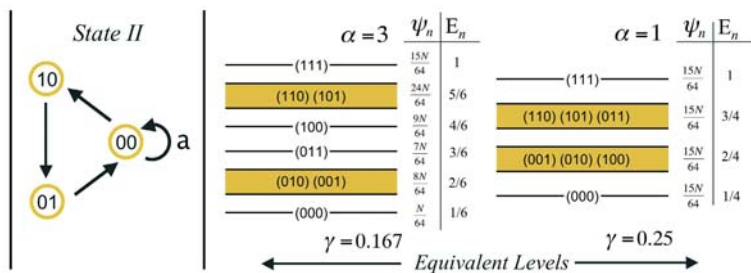 State II
10
00
01
a
α = 3
ψn En
(111) 15N/64 1
(110) (101) 24N/64 5/6
(100) 9N/64 4/6
(011) 7N/64 3/6
(010) (001) 8N/64 2/6
(000) N/64 1/6
γ = 0.167
α = 1
ψn En
(111) 15N/64 1
(110) (101) (011) 15N/64 3/4
(001) (010) (100) 15N/64 2/4
(000) 15N/64 1/4
γ = 0.25
Equivalent Levels